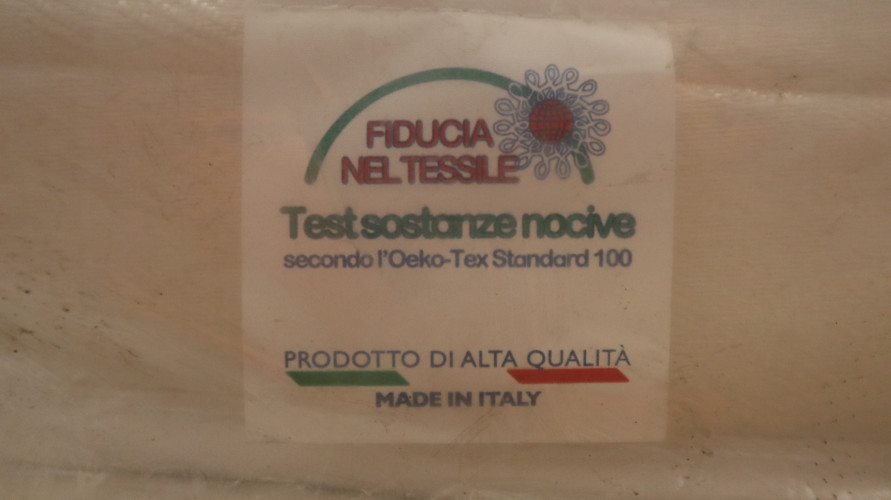 FIDUCIA
NEL TESSILE
Test sostanze nocive
secondo l'Oeko-Tex Standard 100
PRODOTTO DI ALTA QUALITÀ
MADE IN ITALY